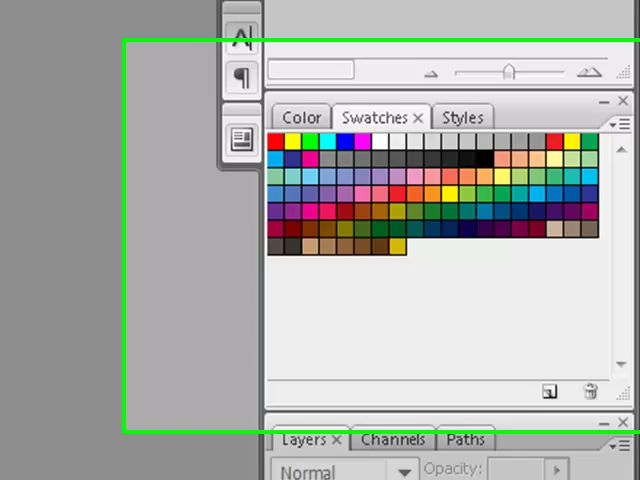 A|
¶
Color Swatches × Styles
Layers × Channels Paths
Normal Opacity: